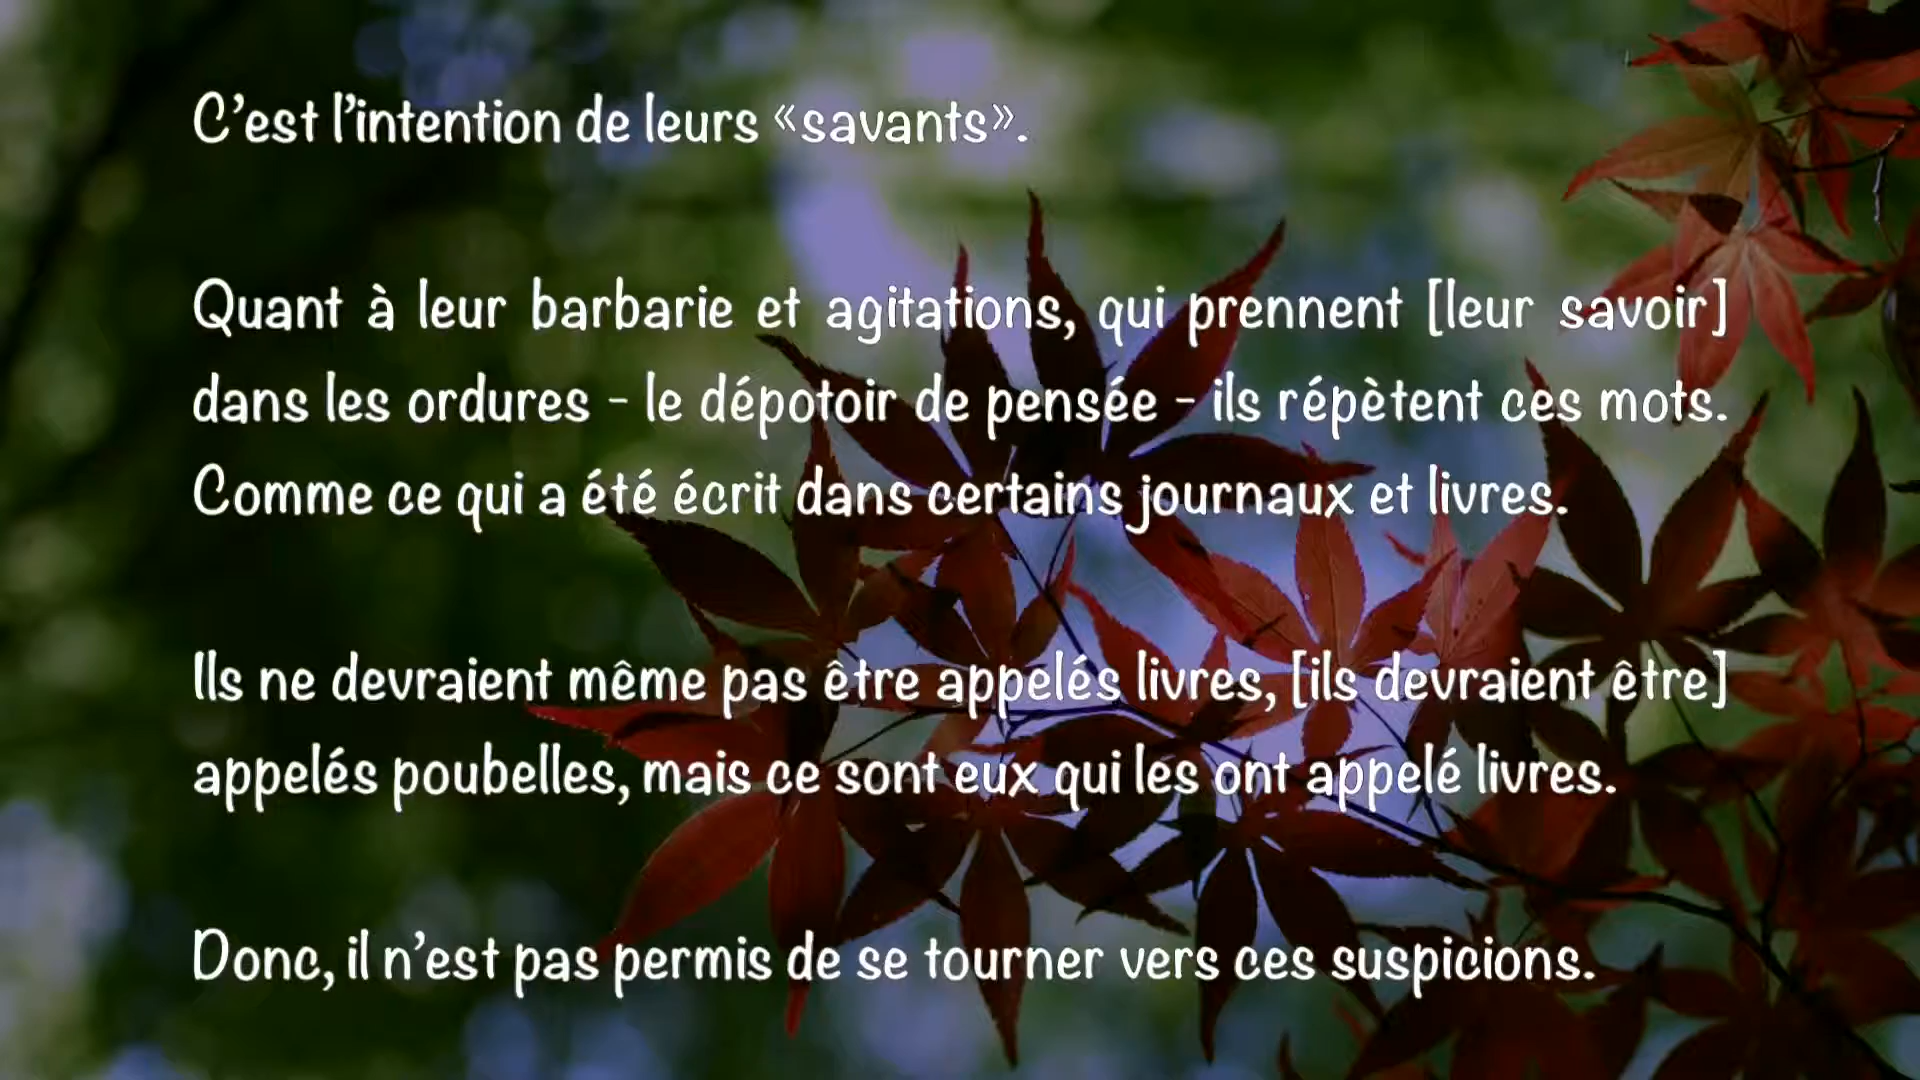 C’est l’intention de leurs «savants».
Quant à leur barbarie et agitations, qui prennent [leur savoir]
dans les ordures - le dépotoir de pensée - ils répètent ces mots.
Comme ce qui a été écrit dans certains journaux et livres.
Ils ne devraient même pas être appelés livres, [ils devraient être]
appelés poubelles, mais ce sont eux qui les ont appelé livres.
Donc, il n’est pas permis de se tourner vers ces suspicions.